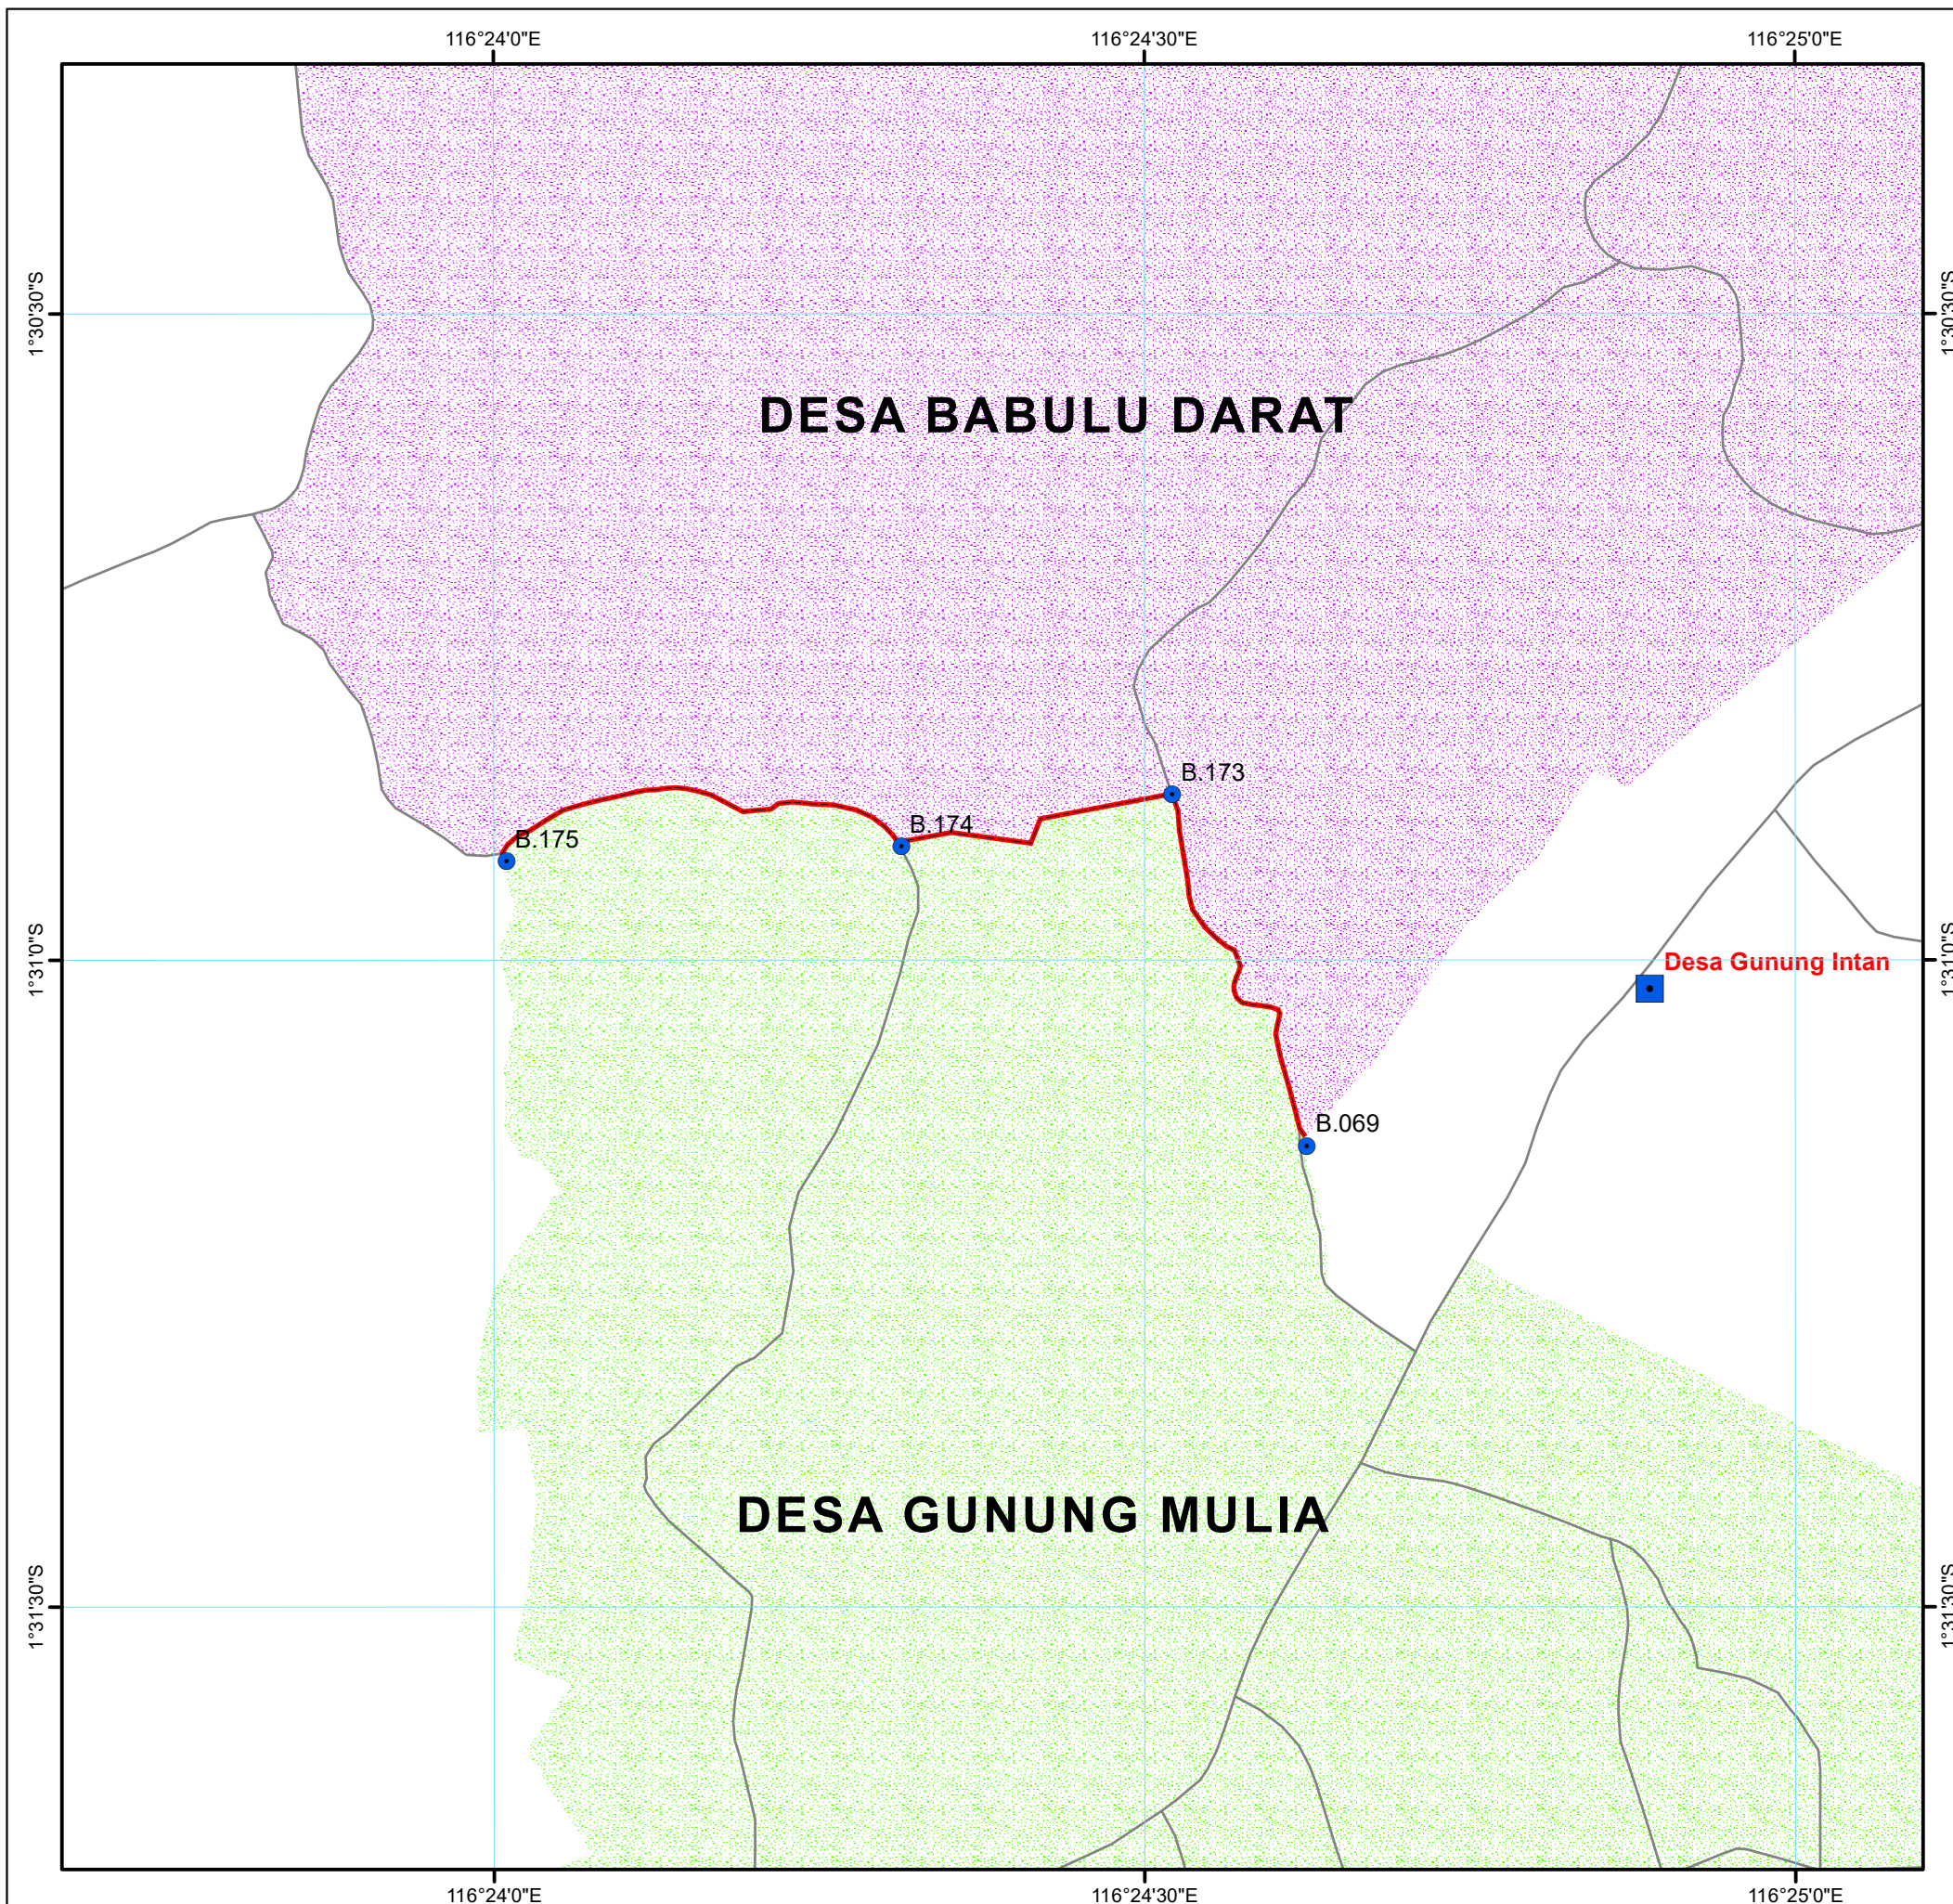 116°24'0"E 116°24'30"E 116°25'0"E
1°30'30"S 1°30'30"S
DESA BABULU DARAT
B.173
B.174
B.175
1°31'0"S 1°31'0"S
Desa Gunung Intan
B.069
DESA GUNUNG MULIA
1°31'30"S 1°31'30"S
116°24'0"E 116°24'30"E 116°25'0"E